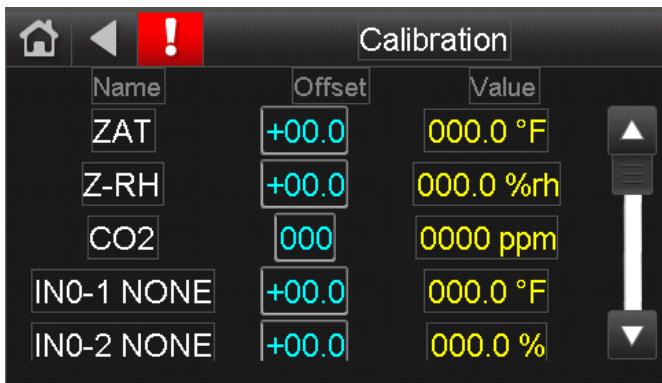 ! Calibration
Name Offset Value
ZAT +00.0 000.0 °F
Z-RH +00.0 000.0 %rh
CO2 000 0000 ppm
IN0-1 NONE +00.0 000.0 °F
IN0-2 NONE +00.0 000.0 %